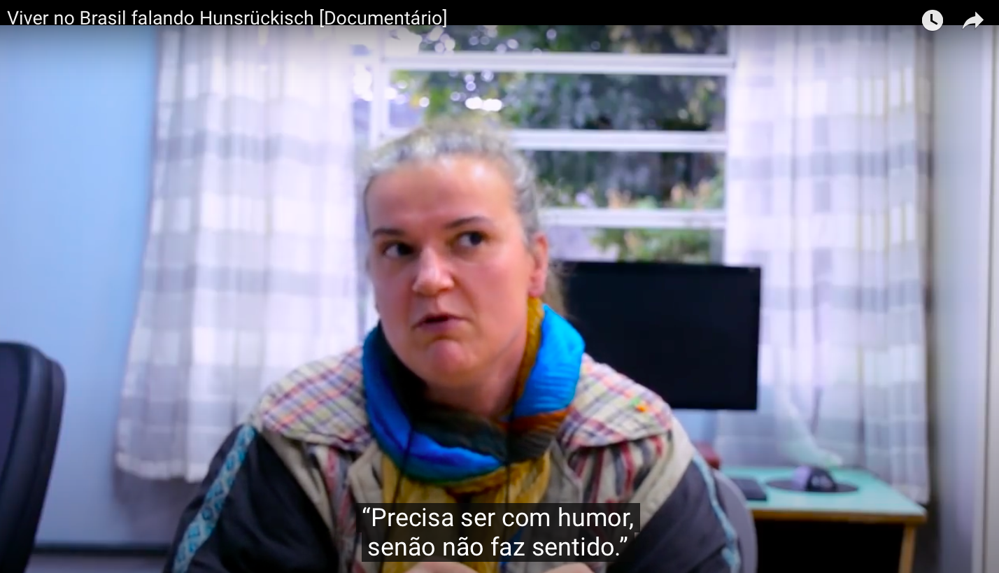 Viver no Brasil falando Hunsrückisch [Documentário]
“Precisa ser com humor,
senão não faz sentido.”